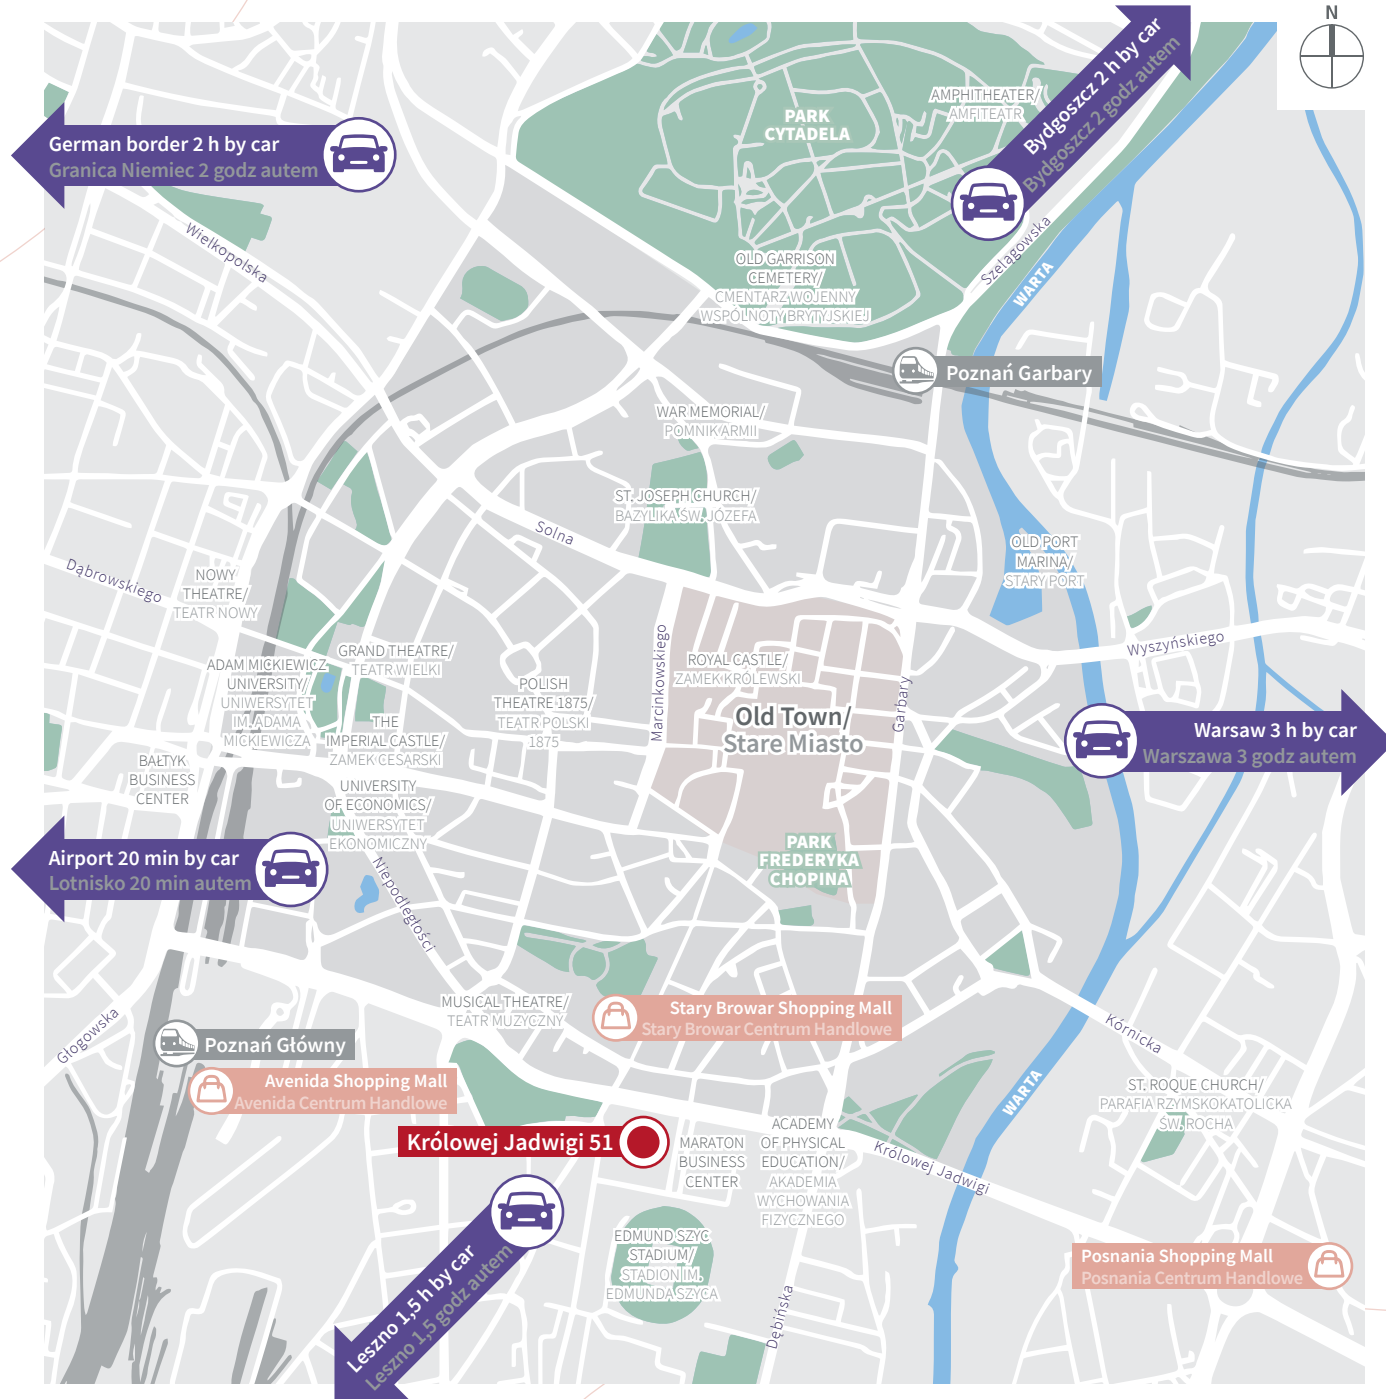 N
Bydgoszcz 2 h by car
Bydgoszcz 2 godz autem
AMPHITEATER/
AMFITEATR
PARK
CYTADELA
German border 2 h by car
Granica Niemiec 2 godz autem
Wielkopolska
Szelągowska
OLD GARRISON
CEMETERY/
CMENTARZ WOJENNY
WSPÓLNOTY BRYTYJSKIEJ
WARTA
Poznań Garbary
WAR MEMORIAL/
POMNIK ARMII
ST. JOSEPH CHURCH/
BAZYLIKA ŚW. JÓZEFA
Solna
OLD PORT
MARINA/
STARY PORT
Dąbrowskiego
NOWY
THEATRE/
TEATR NOWY
Marcinkowskiego
Wyszyńskiego
GRAND THEATRE/
TEATR WIELKI
ADAM MICKIEWICZ
UNIVERSITY/
UNIWERSYTET
IM. ADAMA
MICKIEWICZA
ROYAL CASTLE/
ZAMEK KRÓLEWSKI
POLISH
THEATRE 1875/
TEATR POLSKI
1875
Garbary
Old Town/
Stare Miasto
THE
IMPERIAL CASTLE/
ZAMEK CESARSKI
Warsaw 3 h by car
Warszawa 3 godz autem
BAŁTYK
BUSINESS
CENTER
UNIVERSITY
OF ECONOMICS/
UNIWERSYTET
EKONOMICZNY
PARK
FREDERYKA
CHOPINA
Airport 20 min by car
Lotnisko 20 min autem
Niepodległości
MUSICAL THEATRE/
TEATR MUZYCZNY
Stary Browar Shopping Mall
Stary Browar Centrum Handlowe
Głogowska
Poznań Główny
Kórnicka
Avenida Shopping Mall
Avenida Centrum Handlowe
WARTA
ST. ROQUE CHURCH/
PARAFIA RZYMSKOKATOLICKA
ŚW. ROCHA
Królowej Jadwigi 51
MARATON
BUSINESS
CENTER
ACADEMY
OF PHYSICAL
EDUCATION/
AKADEMIA
WYCHOWANIA
FIZYCZNEGO
Królowej Jadwigi
EDMUND SZYC
STADIUM/
STADION IM.
EDMUNDA SZYCA
Posnania Shopping Mall
Posnania Centrum Handlowe
Leszno 1,5 h by car
Leszno 1,5 godz autem
Dębińska